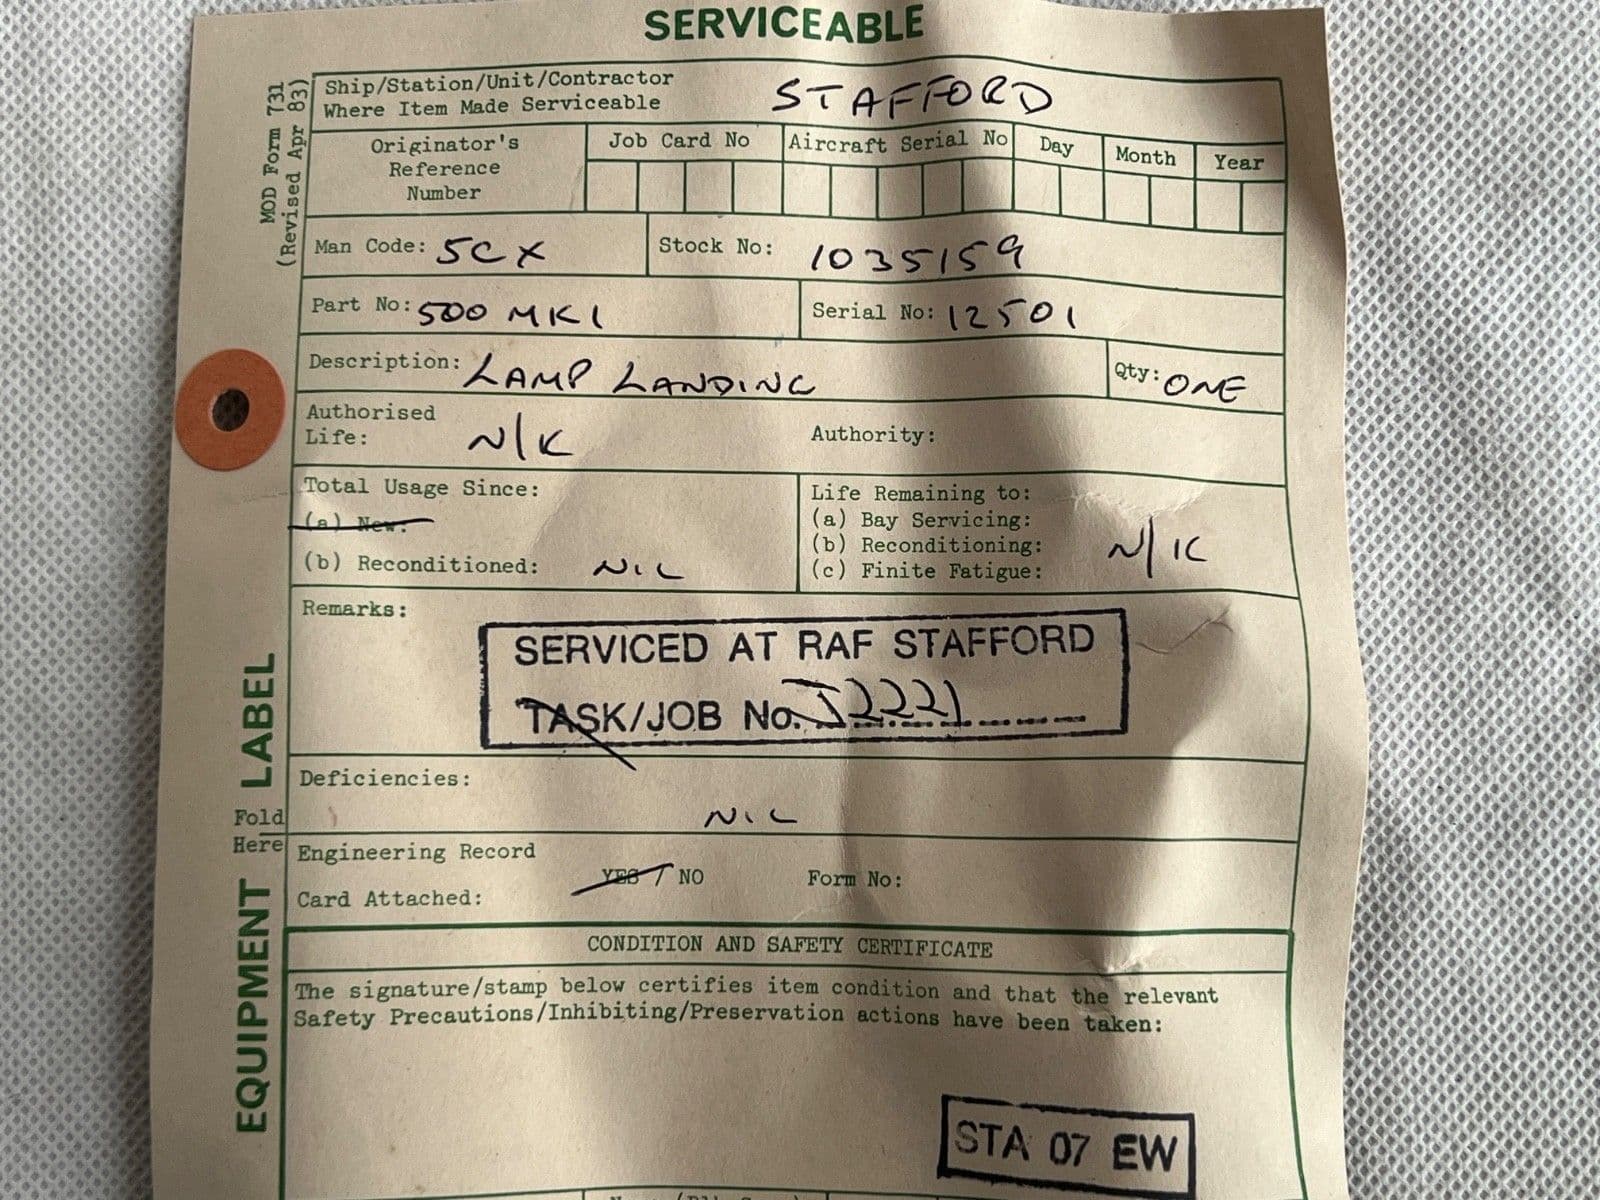 SERVICEABLE
MOD Form 731
(Revised Apr 83)
Ship/Station/Unit/Contractor
Where Item Made Serviceable
STAFFORD
Originator's
Reference
Number
Job Card No
Aircraft Serial No
Day
Month
Year
Man Code: 5CX
Stock No: 1035159
Part No: 500 MK1
Serial No: 12501
Description: LAMP LANDING
Qty: ONE
Authorised
Life: N/K
Authority:
Total Usage Since:
(a) New:
(b) Reconditioned: NIL
Life Remaining to:
(a) Bay Servicing:
(b) Reconditioning:
(c) Finite Fatigue:
N/K
Remarks:
SERVICED AT RAF STAFFORD
TASK/JOB No. J2221
Deficiencies:
NIL
Fold
Here
Engineering Record
Card Attached:
YES / NO
Form No:
EQUIPMENT LABEL
CONDITION AND SAFETY CERTIFICATE
The signature/stamp below certifies item condition and that the relevant
Safety Precautions/Inhibiting/Preservation actions have been taken:
STA 07 EW